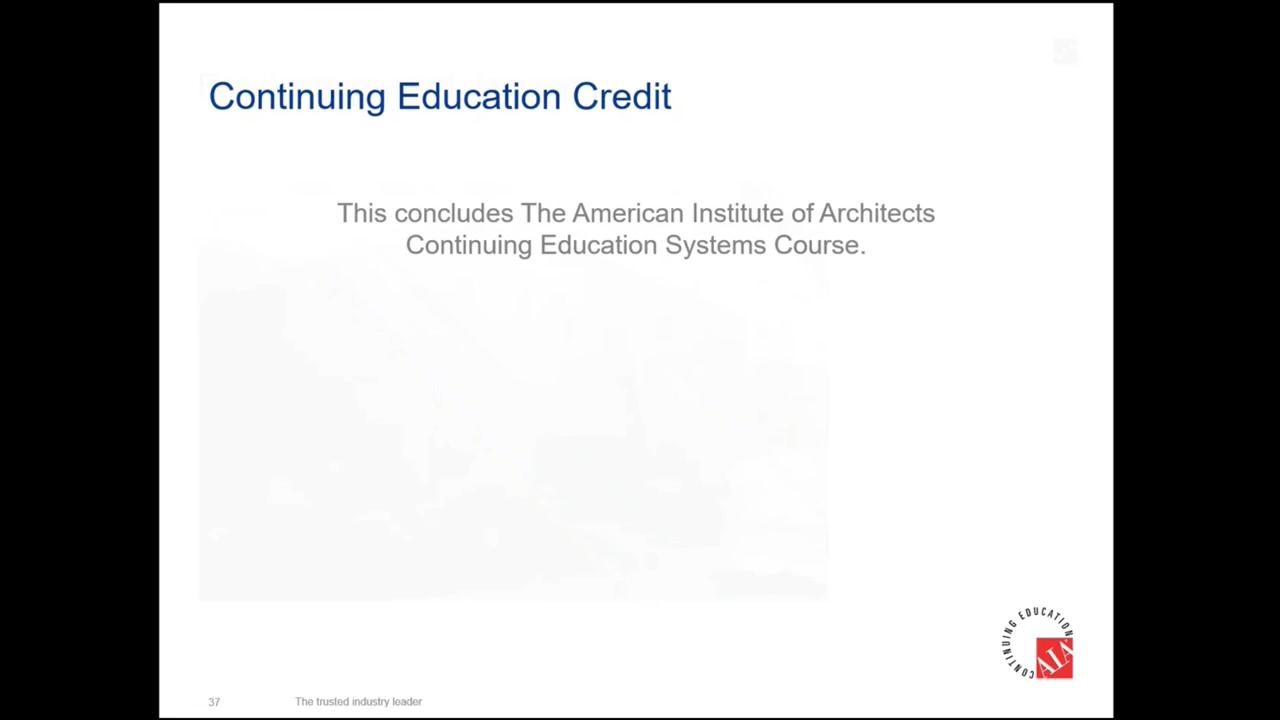 Continuing Education Credit
This concludes The American Institute of Architects
Continuing Education Systems Course.
CONTINUING EDUCATION
AIA
37
The trusted industry leader